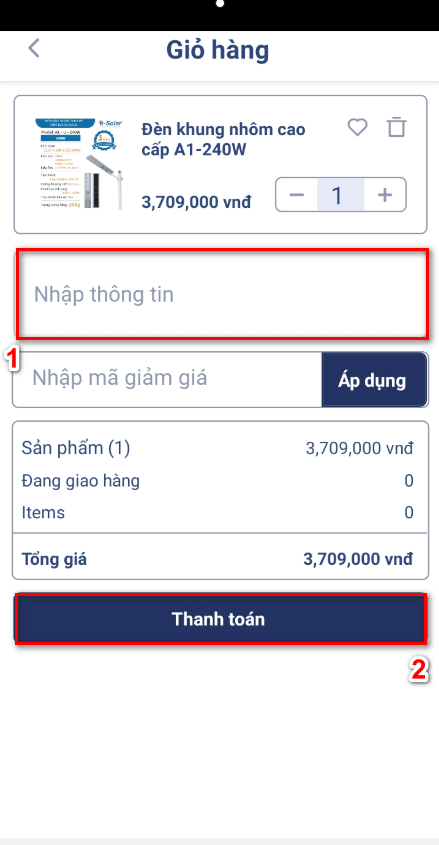 Giỏ hàng
e-Solar
Đèn khung nhôm cao
cấp A1-240W
3,709,000 vnđ
1
Nhập thông tin
1
Nhập mã giảm giá
Áp dụng
Sản phẩm (1) 3,709,000 vnđ
Đang giao hàng 0
Items 0
Tổng giá 3,709,000 vnđ
Thanh toán
2